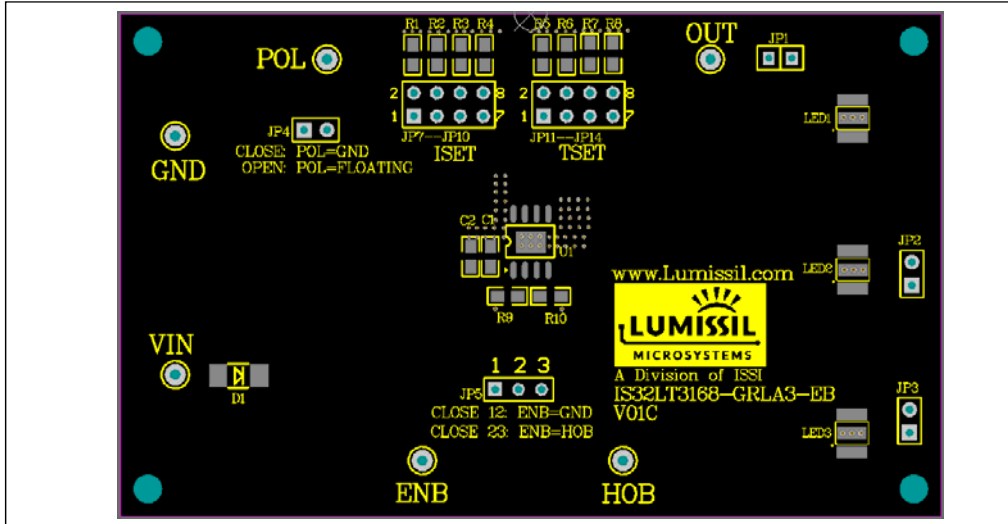 R1 R2 R3 R4 R5 R6 R7 R8
POL
OUT
JP1
2 8 2 8
1 7 1 7
JP7--JP10 JP11--JP14
ISET TSET
JP4
GND
CLOSE: POL=GND
OPEN: POL=FLOATING
LED1
C2 C1
U1
JP2
LED2
www.Lumissil.com
R9 R10
LUMISSIL
MICROSYSTEMS
A Division of ISSI
IS32LT3168-GRLA3-EB
V01C
VIN
D1
1 2 3
JP5
CLOSE 12: ENB=GND
CLOSE 23: ENB=HOB
JP3
LED3
ENB
HOB